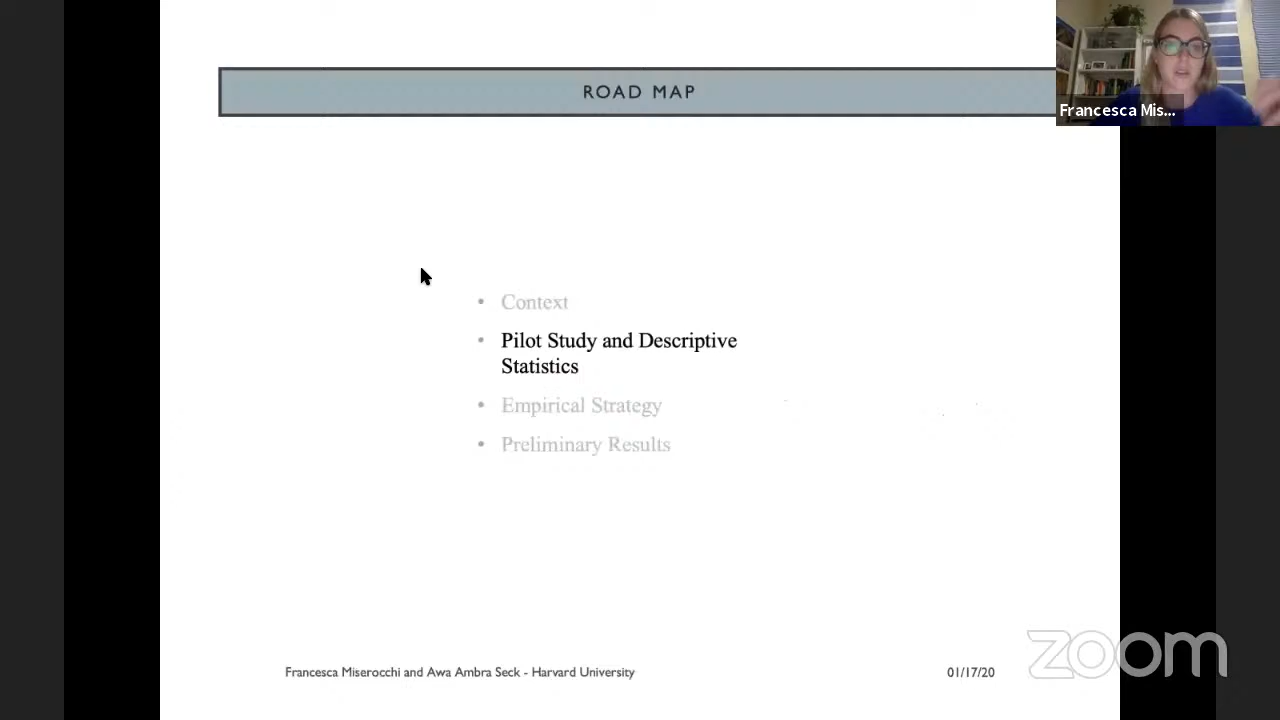 ROAD MAP
Francesca Mis...
• Context
• Pilot Study and Descriptive
Statistics
• Empirical Strategy
• Preliminary Results
Francesca Miserocchi and Awa Ambra Seck - Harvard University
01/17/20
zoom